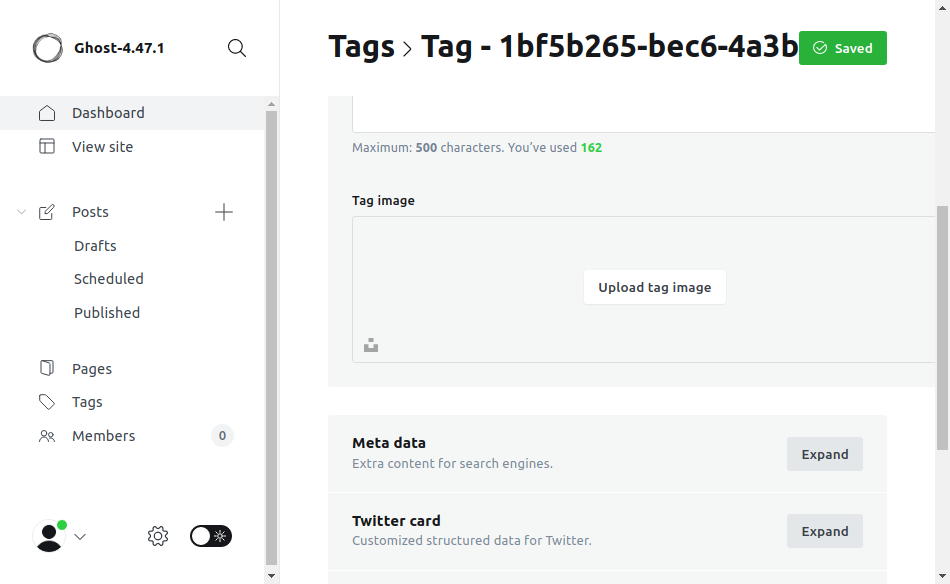 Ghost-4.47.1
Dashboard
View site
Posts
Drafts
Scheduled
Published
Pages
Tags
Members
0
Tags > Tag - 1bf5b265-bec6-4a3b
Saved
Maximum: 500 characters. You’ve used 162
Tag image
Upload tag image
Meta data
Extra content for search engines.
Expand
Twitter card
Customized structured data for Twitter.
Expand